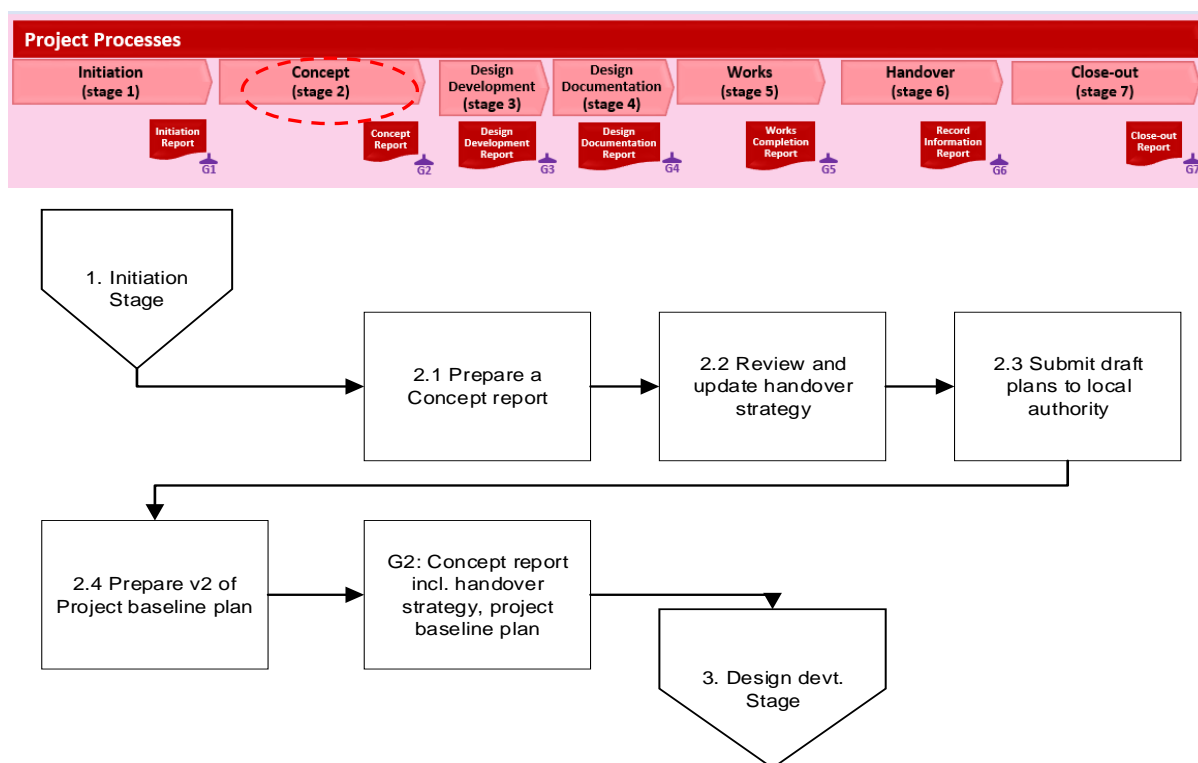 Project Processes
Initiation
(stage 1)
Concept
(stage 2)
Design
Development
(stage 3)
Design
Documentation
(stage 4)
Works
(stage 5)
Handover
(stage 6)
Close-out
(stage 7)
Initiation
Report
G1
Concept
Report
G2
Design
Development
Report
G3
Design
Documentation
Report
G4
Works
Completion
Report
G5
Record
Information
Report
G6
Close-out
Report
G7
1. Initiation
Stage
2.1 Prepare a
Concept report
2.2 Review and
update handover
strategy
2.3 Submit draft
plans to local
authority
2.4 Prepare v2 of
Project baseline plan
G2: Concept report
incl. handover
strategy, project
baseline plan
3. Design devt.
Stage